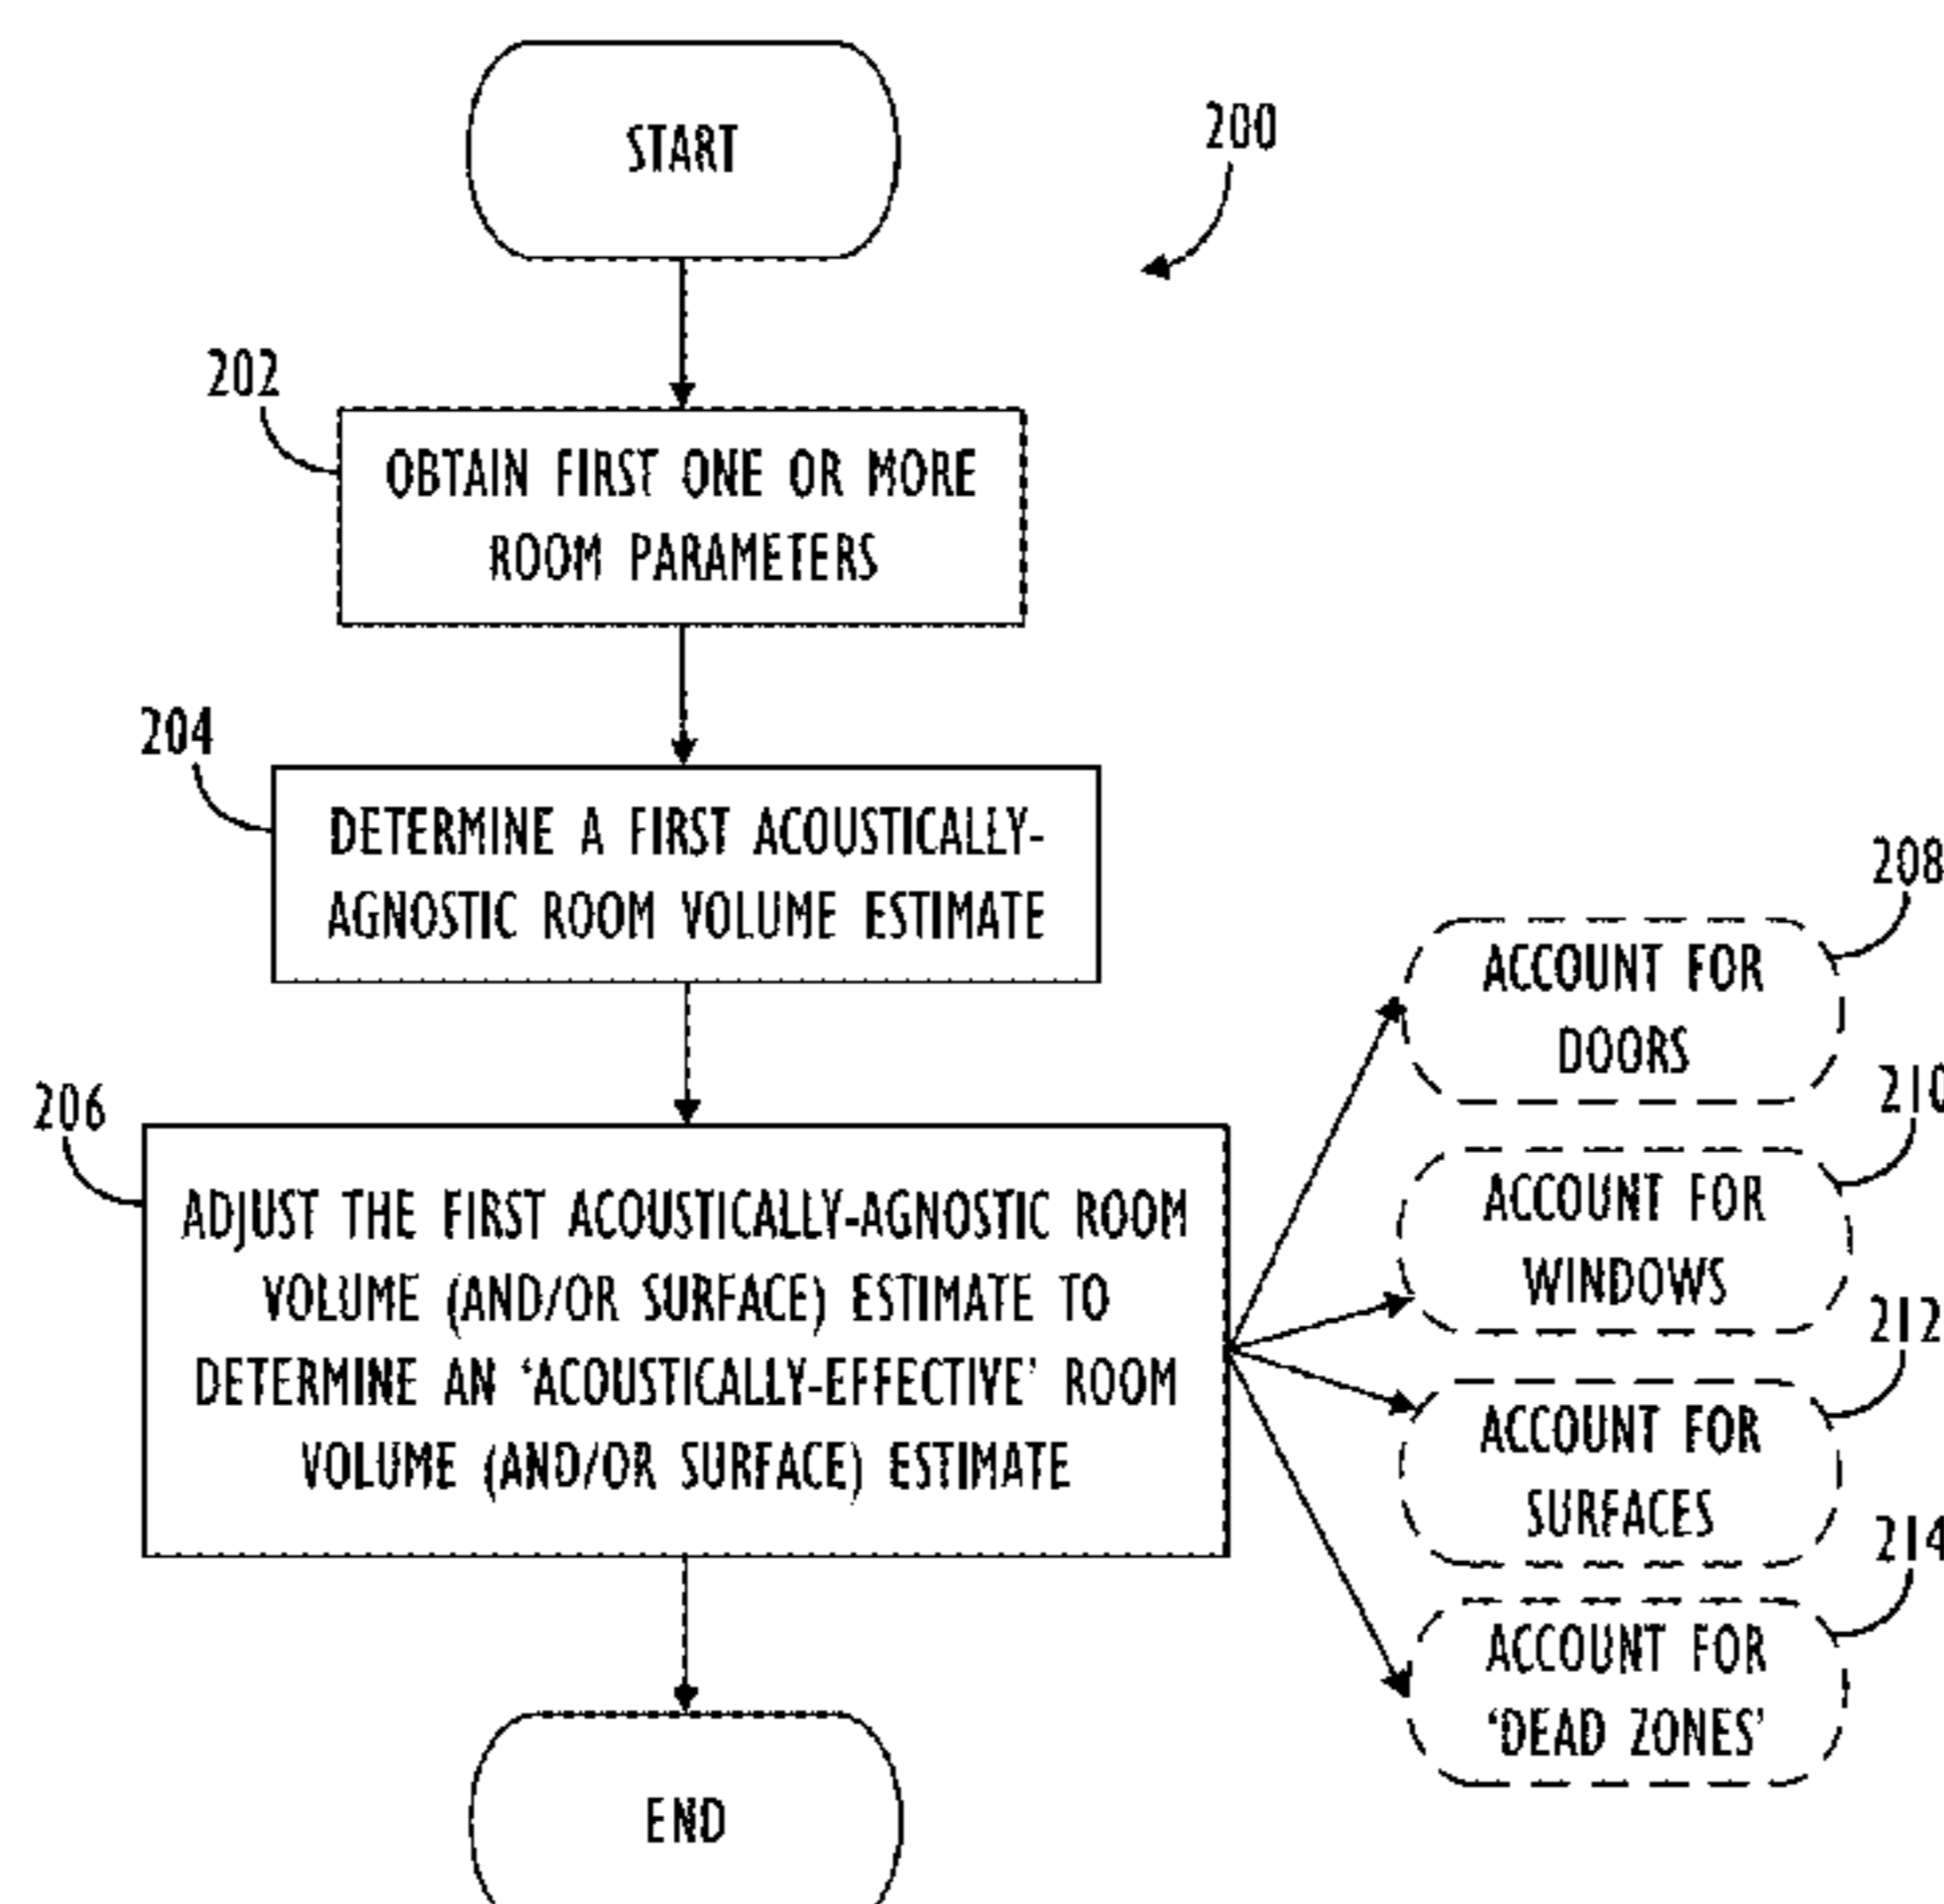 START
200
202
OBTAIN FIRST ONE OR MORE
ROOM PARAMETERS
204
DETERMINE A FIRST ACOUSTICALLY-
AGNOSTIC ROOM VOLUME ESTIMATE
206
ADJUST THE FIRST ACOUSTICALLY-AGNOSTIC ROOM
VOLUME (AND/OR SURFACE) ESTIMATE TO
DETERMINE AN ‘ACOUSTICALLY-EFFECTIVE’ ROOM
VOLUME (AND/OR SURFACE) ESTIMATE
208
ACCOUNT FOR
DOORS
210
ACCOUNT FOR
WINDOWS
212
ACCOUNT FOR
SURFACES
214
ACCOUNT FOR
‘DEAD ZONES’
END